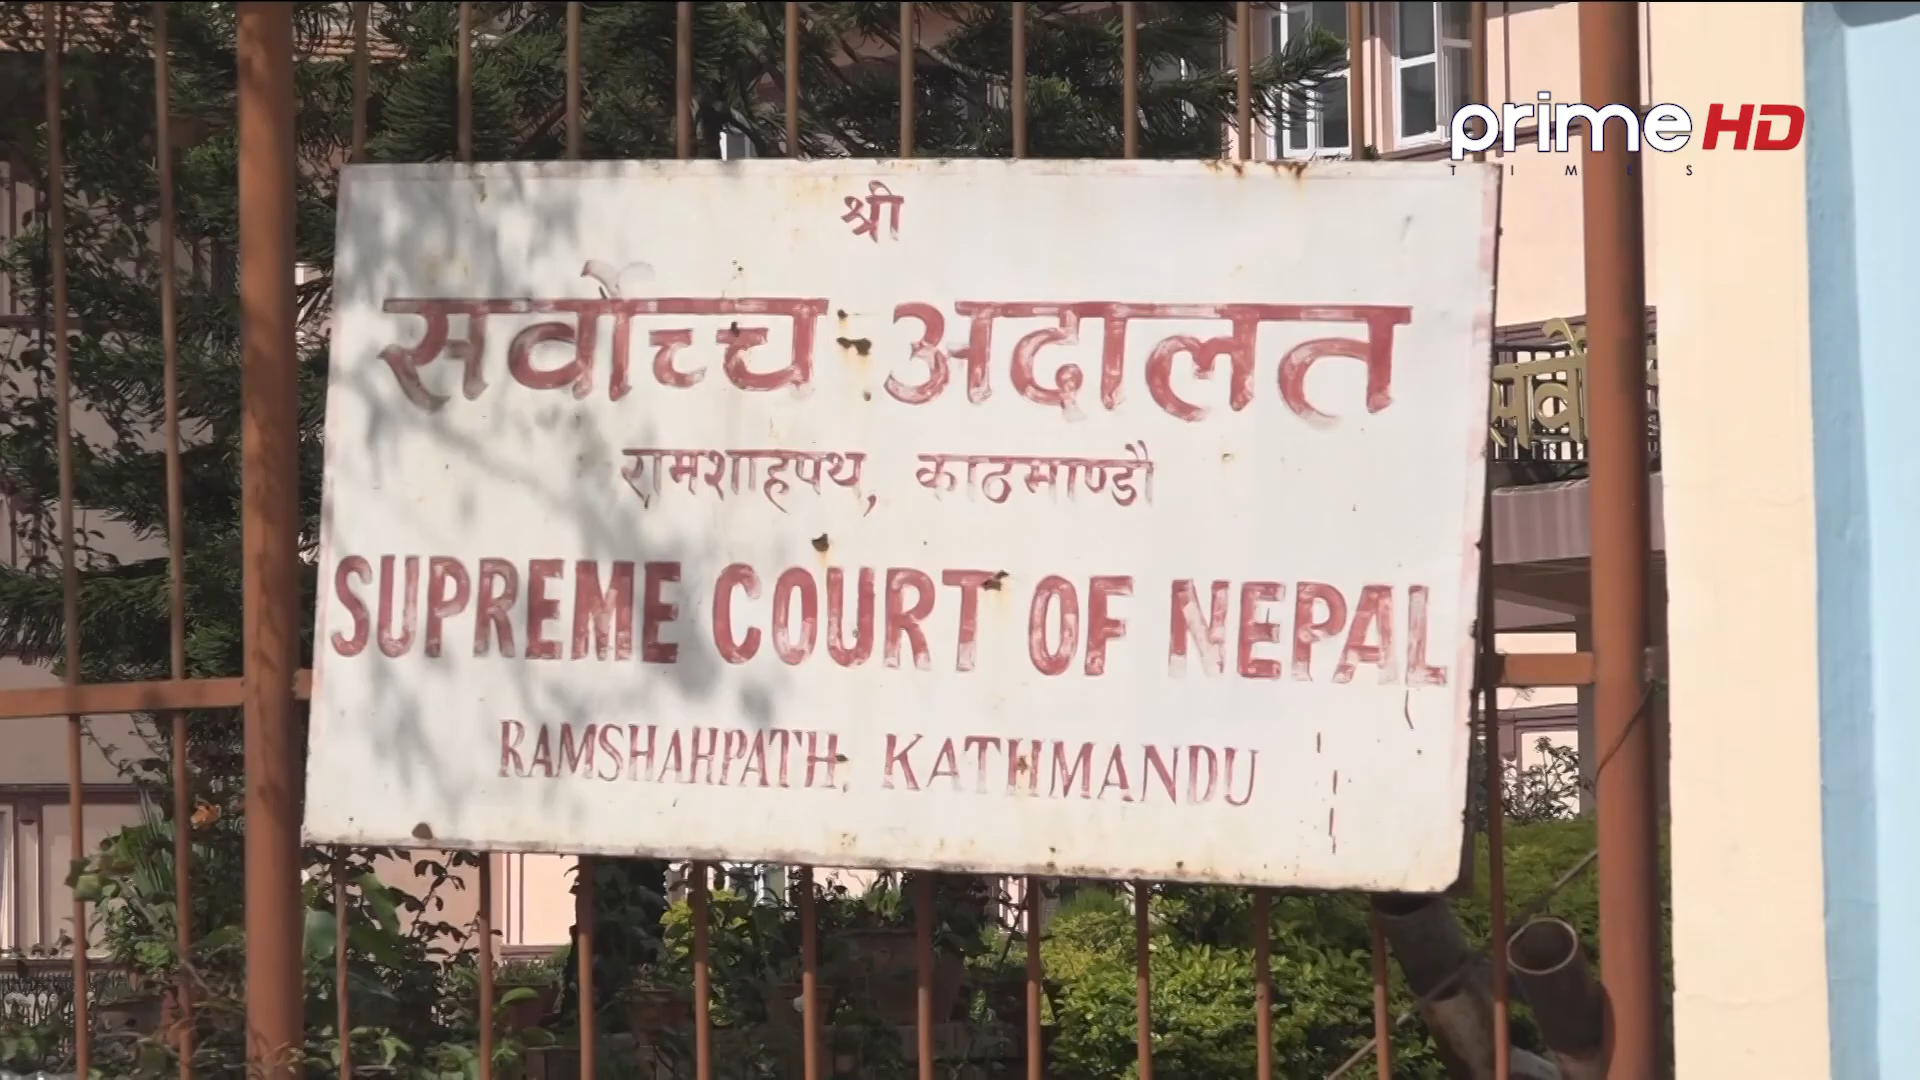 prime HD
TIMES
श्री
सर्वोच्च अदालत
रामशाहपथ, काठमाण्डौ
SUPREME COURT OF NEPAL
RAMSHAHPATH, KATHMANDU